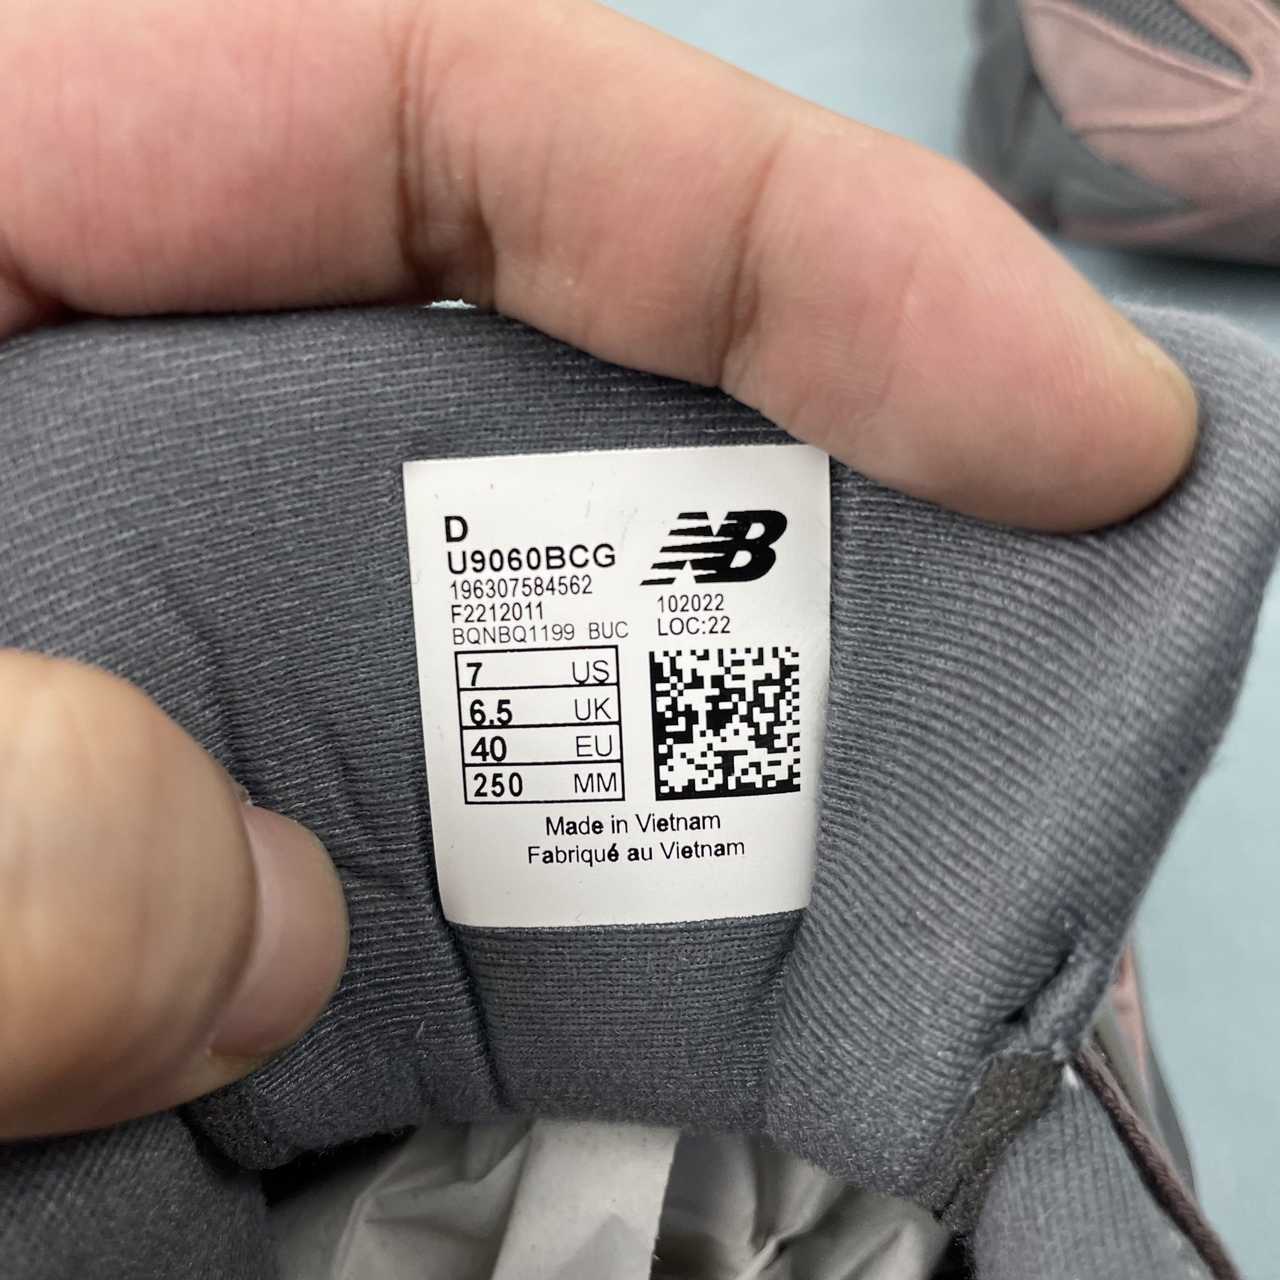 D
U9060BCG
196307584562
F2212011
BQNBQ1199 BUC
NB
102022
LOC:22
7 US
6.5 UK
40 EU
250 MM
Made in Vietnam
Fabriqué au Vietnam